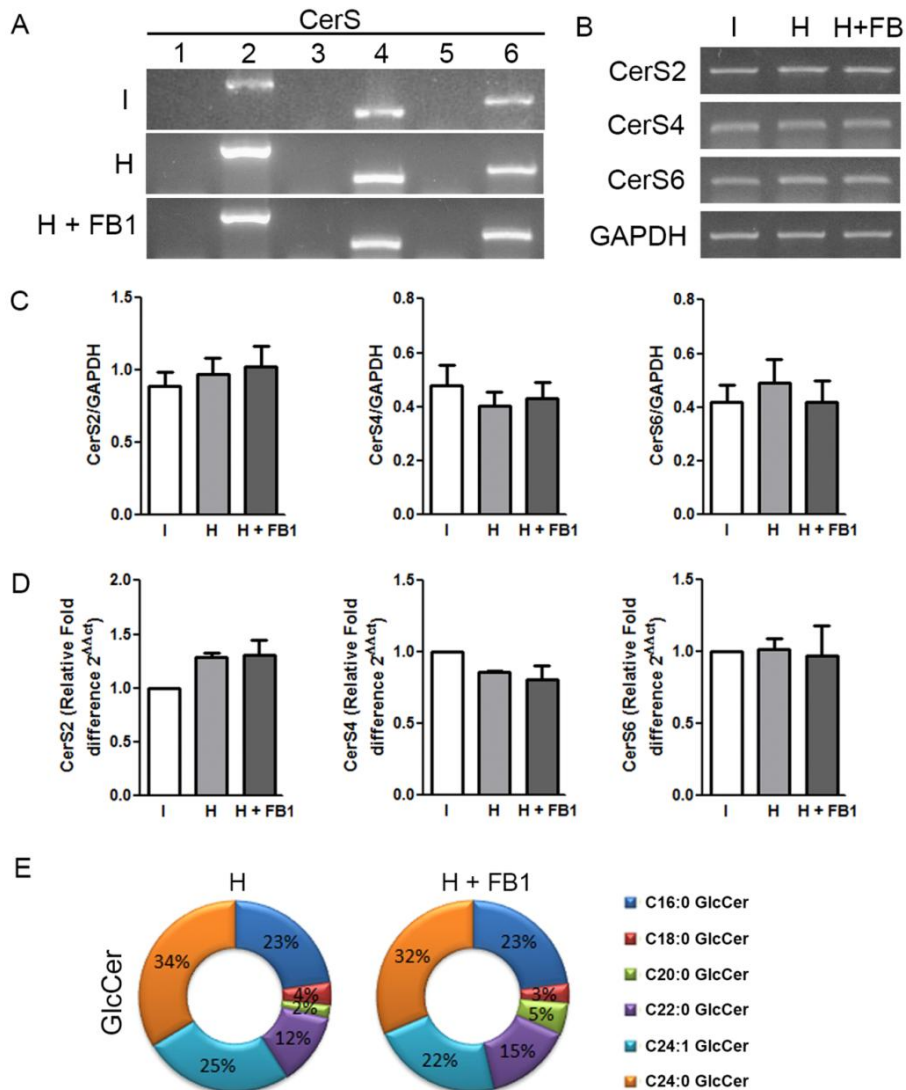 A
CerS
1 2 3 4 5 6
I
H
H + FB1
B
I H H+FB
CerS2
CerS4
CerS6
GAPDH
C
CerS2/GAPDH
1.5
1.0
0.5
0.0
I H H + FB1
CerS4/GAPDH
0.8
0.6
0.4
0.2
0.0
I H H + FB1
CerS6/GAPDH
0.8
0.6
0.4
0.2
0.0
I H H + FB1
D
CerS2 (Relative Fold
difference 2^-ΔΔct)
2.0
1.5
1.0
0.5
0.0
I H H + FB1
CerS4 (Relative Fold
difference 2^-ΔΔct)
1.5
1.0
0.5
0.0
I H H + FB1
CerS6 (Relative Fold
difference 2^-ΔΔct)
1.5
1.0
0.5
0.0
I H H + FB1
E
GlcCer
H
23%
4%
2%
12%
25%
34%
H + FB1
23%
3%
5%
15%
22%
32%
C16:0 GlcCer
C18:0 GlcCer
C20:0 GlcCer
C22:0 GlcCer
C24:1 GlcCer
C24:0 GlcCer